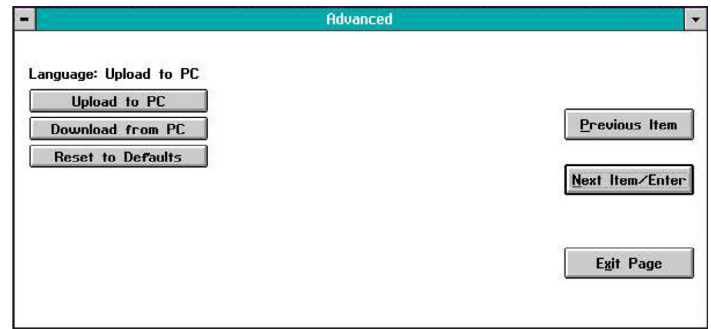 Advanced
Language: Upload to PC
Upload to PC
Download from PC
Reset to Defaults
Previous Item
Next Item/Enter
Exit Page